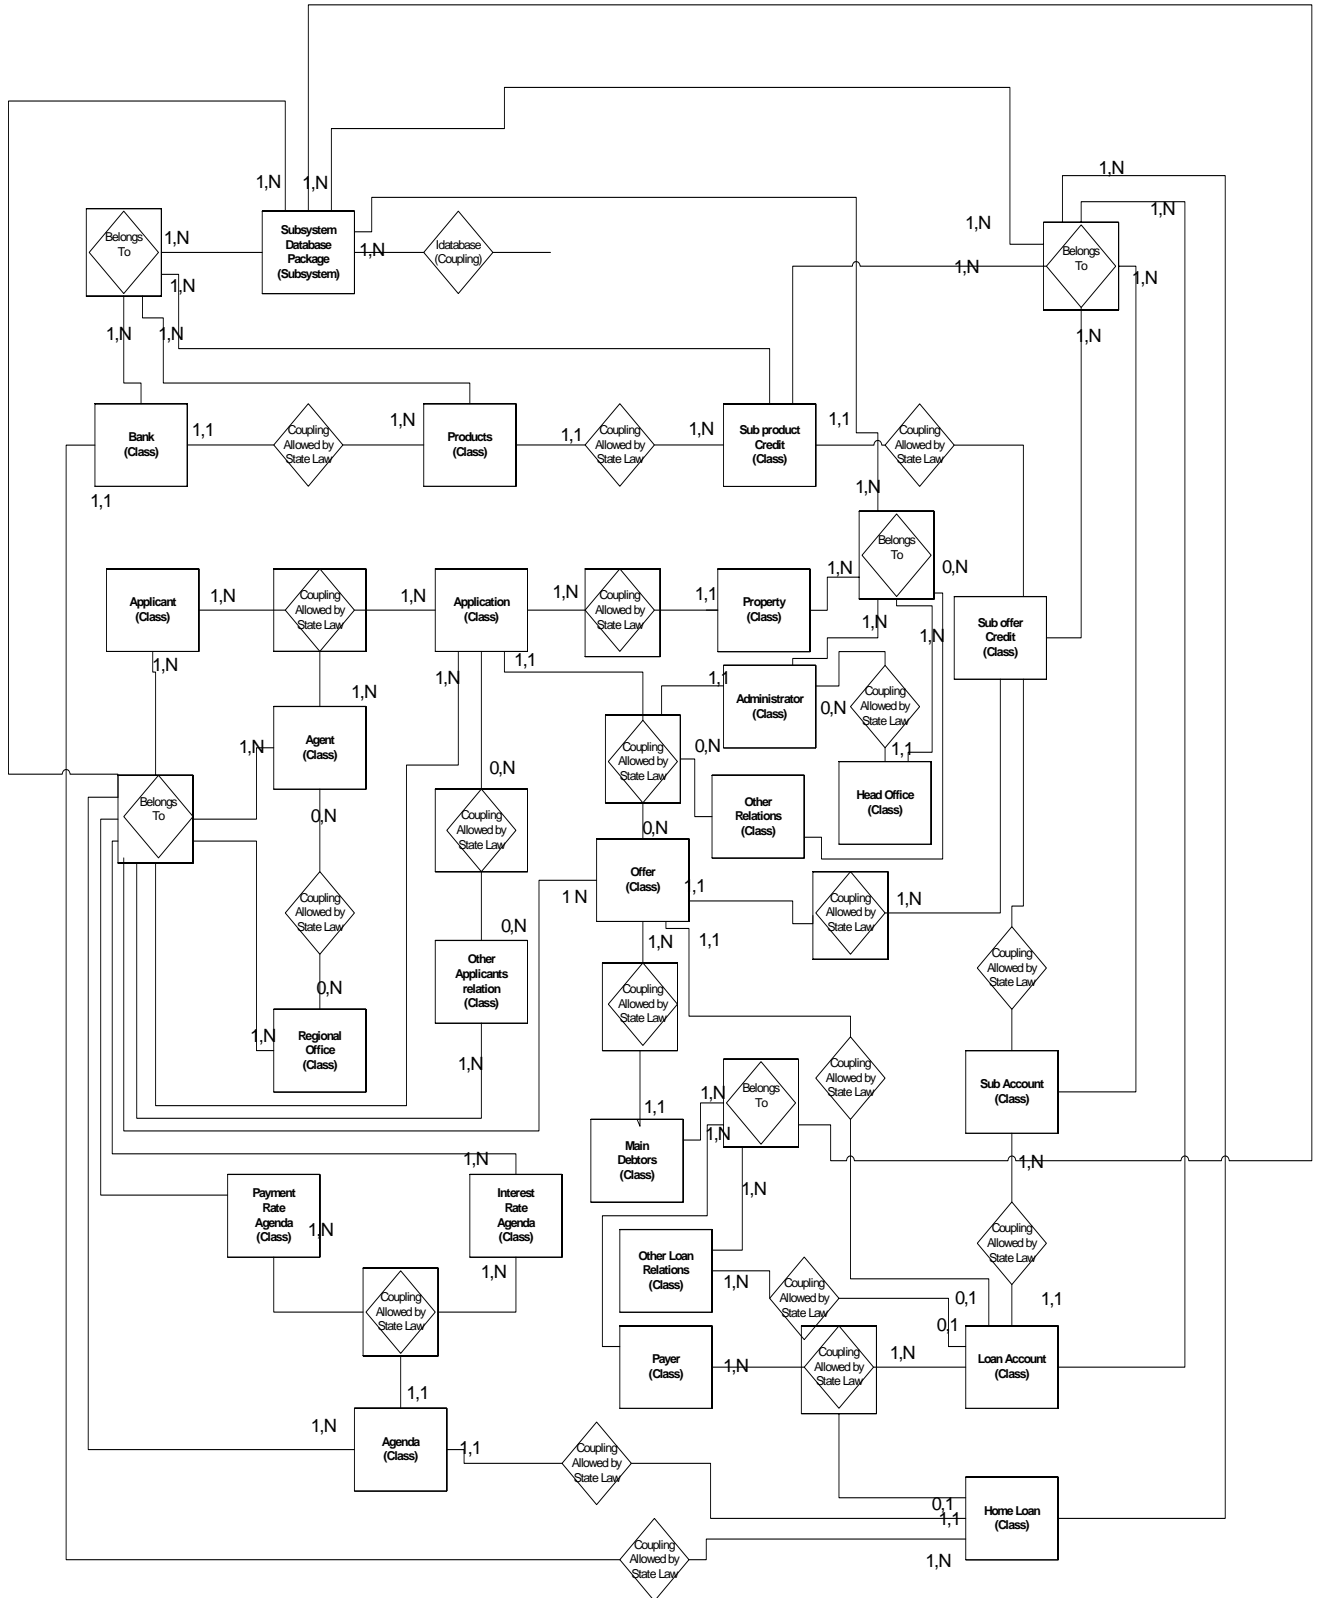 1,N
1,N
1,N
1,N
1,N
Belongs
To
1,N
Subsystem
Database
Package
(Subsystem)
1,N
Idatabase
(Coupling)
1,N
Belongs
To
1,N
1,N
1,N
1,N
1,N
1,N
Bank
(Class)
1,1
Coupling
Allowed by
State Law
1,N
Products
(Class)
1,1
Coupling
Allowed by
State Law
1,N
Sub product
Credit
(Class)
1,1
Coupling
Allowed by
State Law
1,1
1,N
Belongs
To
0,N
Applicant
(Class)
1,N
Coupling
Allowed by
State Law
1,N
Application
(Class)
1,N
Coupling
Allowed by
State Law
1,1
Property
(Class)
1,N
1,N
1,N
Sub offer
Credit
(Class)
1,N
1,N
1,N
1,1
1,1
Administrator
(Class)
0,N
Coupling
Allowed by
State Law
1,1
Agent
(Class)
1,N
Coupling
Allowed by
State Law
0,N
0,N
Head Office
(Class)
Other
Relations
(Class)
Belongs
To
0,N
Coupling
Allowed by
State Law
0,N
Offer
(Class)
1 N
1,1
Coupling
Allowed by
State Law
1,N
Coupling
Allowed by
State Law
0,N
1,N
1,1
Other
Applicants
relation
(Class)
Coupling
Allowed by
State Law
Coupling
Allowed by
State Law
0,N
Regional
Office
(Class)
1,N
1,N
Coupling
Allowed by
State Law
Sub Account
(Class)
1,N
Belongs
To
1,1
1,N
Main
Debtors
(Class)
1,N
1,N
1,N
Payment
Rate
Agenda
(Class)
1,N
Interest
Rate
Agenda
(Class)
1,N
Coupling
Allowed by
State Law
Other Loan
Relations
(Class)
1,N
Coupling
Allowed by
State Law
0,1
0,1
1,1
Coupling
Allowed by
State Law
Payer
(Class)
1,N
Coupling
Allowed by
State Law
1,N
Loan Account
(Class)
1,1
1,N
Agenda
(Class)
1,1
Coupling
Allowed by
State Law
0,1
1,1
Home Loan
(Class)
1,N
Coupling
Allowed by
State Law